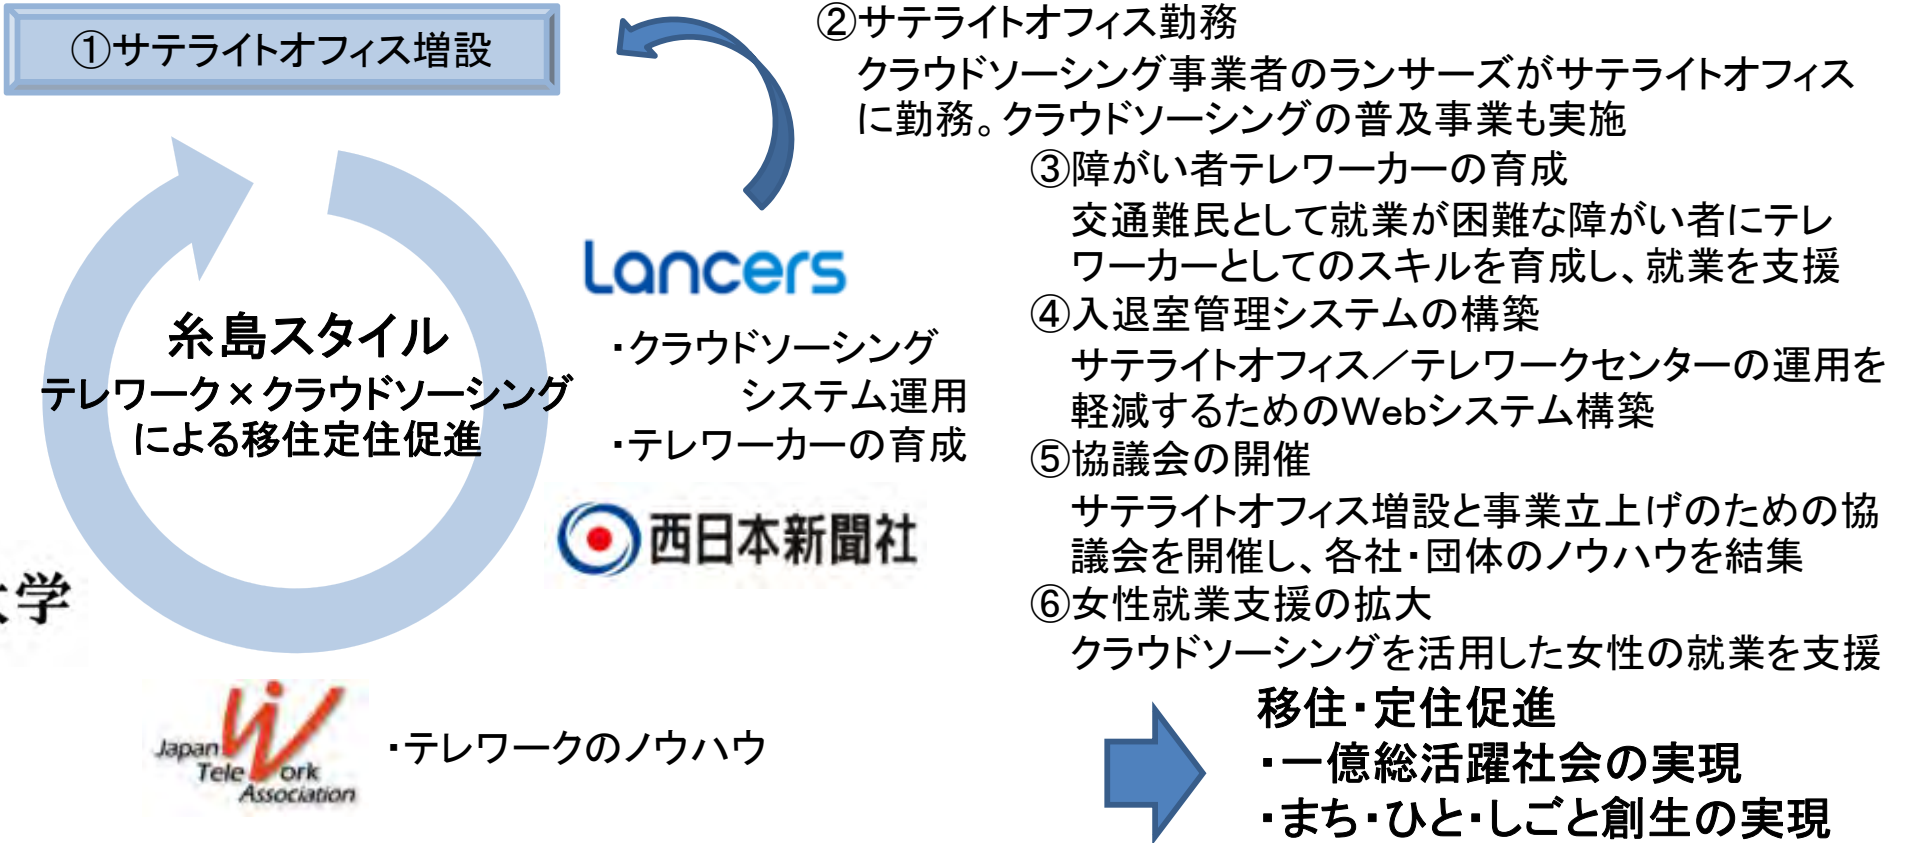 ①サテライトオフィス増設
②サテライトオフィス勤務
クラウドソーシング事業者のランサーズがサテライトオフィス
に勤務。クラウドソーシングの普及事業も実施
③障がい者テレワーカーの育成
交通難民として就業が困難な障がい者にテレ
ワーカーとしてのスキルを育成し、就業を支援
④入退室管理システムの構築
サテライトオフィス／テレワークセンターの運用を
軽減するためのWebシステム構築
⑤協議会の開催
サテライトオフィス増設と事業立上げのための協
議会を開催し、各社・団体のノウハウを結集
⑥女性就業支援の拡大
クラウドソーシングを活用した女性の就業を支援
糸島スタイル
テレワーク×クラウドソーシング
による移住定住促進
Lancers
・クラウドソーシング
システム運用
・テレワーカーの育成
西日本新聞社
学
Japan
Tele Work
Association
・テレワークのノウハウ
移住・定住促進
・一億総活躍社会の実現
・まち・ひと・しごと創生の実現